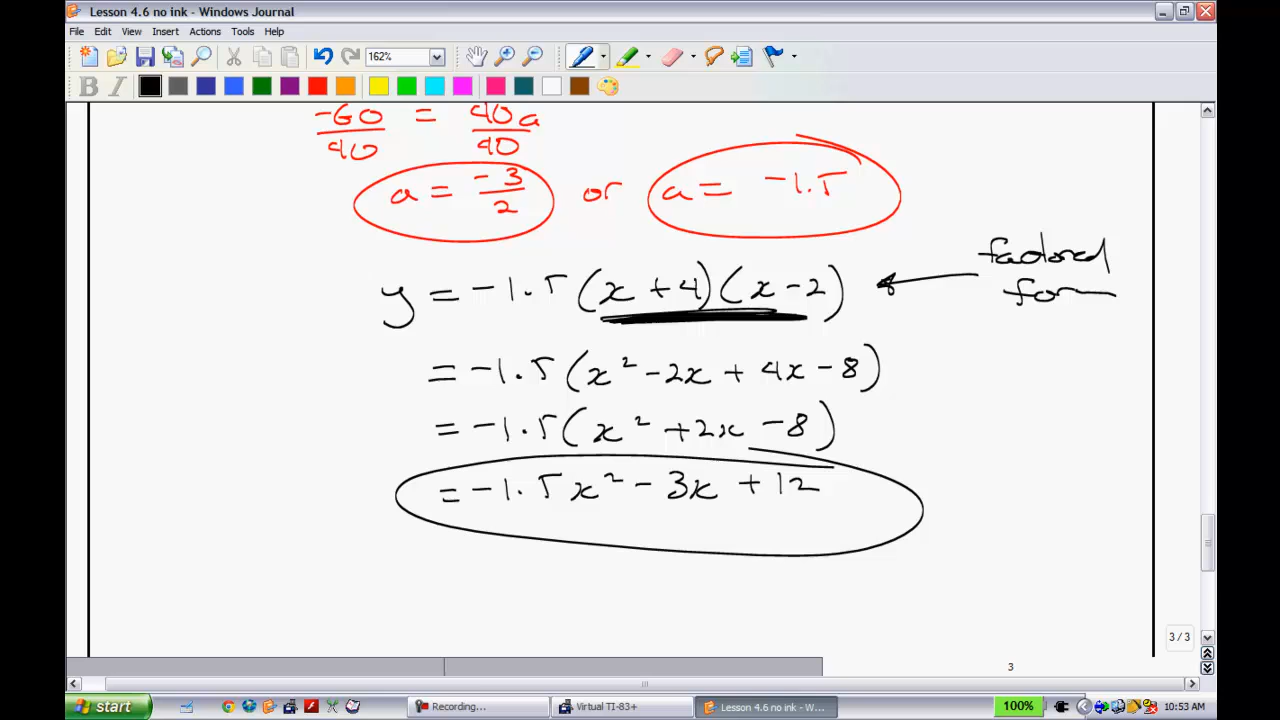 Lesson 4.6 no ink - Windows Journal
File Edit View Insert Actions Tools Help
162%
B I
-60/40 = 40a/40
a = -3/2 or a = -1.5
factored
form
y = -1.5(x+4)(x-2)
= -1.5(x² -2x + 4x -8)
= -1.5(x² +2x -8)
= -1.5x² - 3x +12
3 / 3
3
start Recording... Virtual TI-83+ Lesson 4.6 no ink - W... 100% 10:53 AM